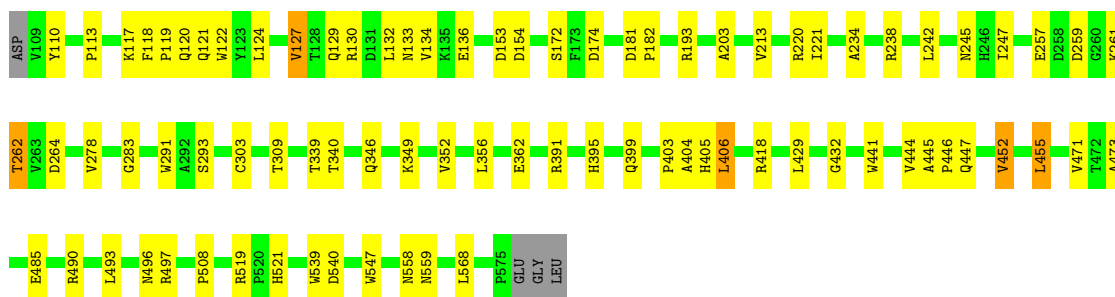 ASP V109 Y110 P113 K117 F118 P119 Q120 Q121 W122 Y123 L124 V127 T128 Q129 R130 D131 L132 N133 V134 K135 E136 D153 D154 S172 F173 D174 D181 P182 R193 A203 V213 R220 I221 A234 R238 L242 N245 H246 I247 E257 D258 D259 G260 K261
T262 V263 D264 V278 G283 W291 A292 S293 C303 T309 T339 T340 Q346 K349 V352 L356 E362 R391 H395 Q399 P403 A404 H405 L406 R418 L429 G432 W441 V444 A445 P446 Q447 V452 L455 V471 T472 A473
E485 R490 L493 N496 R497 P508 R519 P520 H521 W539 D540 W547 N558 N559 L568 P575 GLU GLY LEU